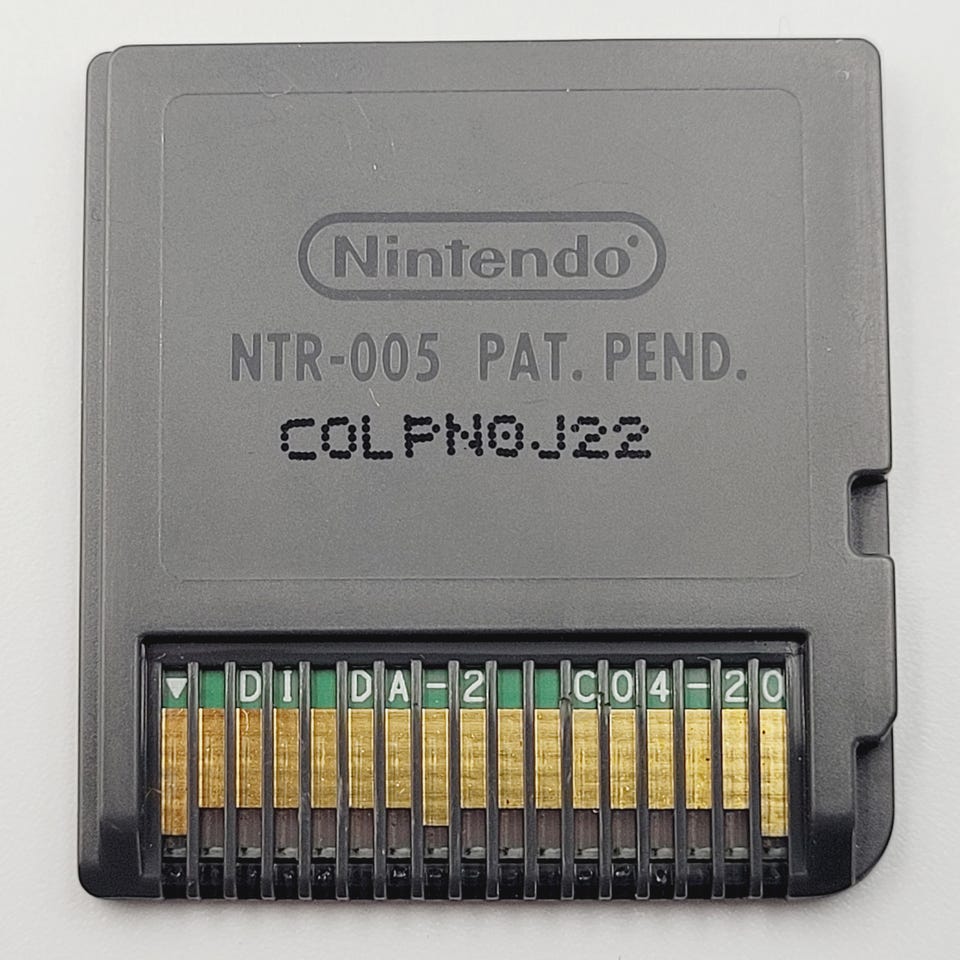 Nintendo
NTR-005 PAT. PEND.
COLPN0J22
▼ DI DA-2 C04-20